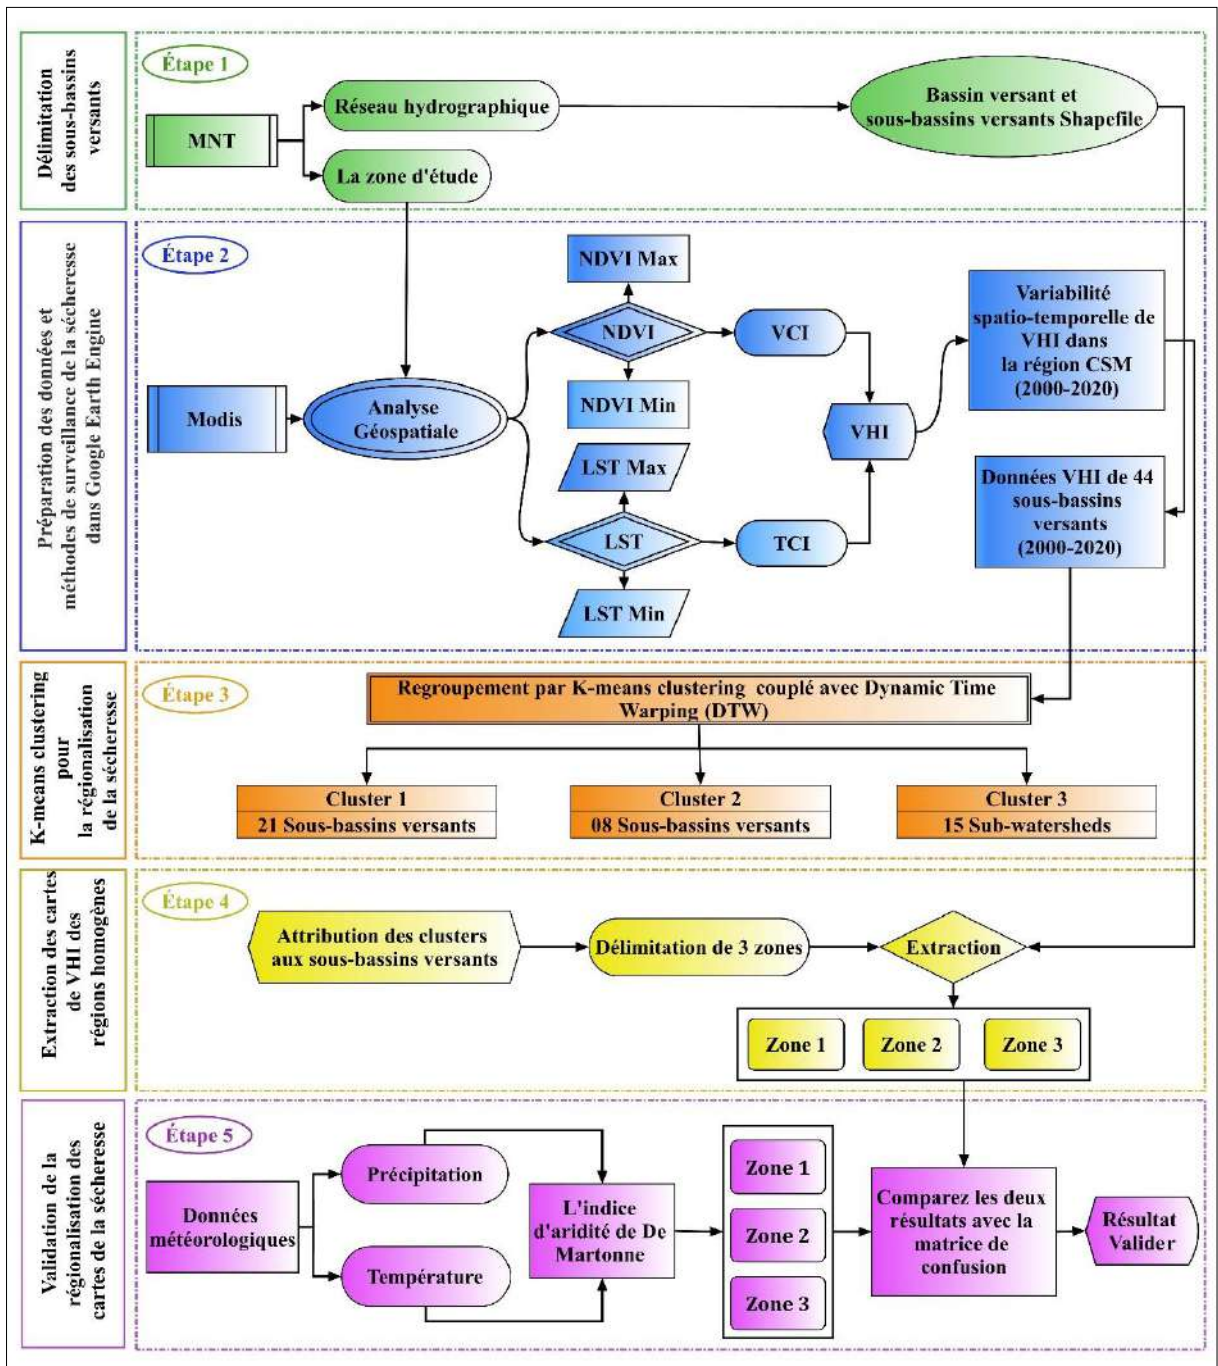 Délimitation
des sous-bassins
versants
Étape 1
MNT
Réseau hydrographique
La zone d'étude
Bassin versant et
sous-bassins versants Shapefile
Préparation des données et
méthodes de surveillance de la sécheresse
dans Google Earth Engine
Étape 2
Modis
Analyse
Géospatiale
NDVI Max
NDVI
NDVI Min
LST Max
LST
LST Min
VCI
TCI
VHI
Variabilité
spatio-temporelle de
VHI dans
la région CSM
(2000-2020)
Données VHI de 44
sous-bassins
versants
(2000-2020)
K-means clustering
pour
la régionalisation
de la sécheresse
Étape 3
Regroupement par K-means clustering couplé avec Dynamic Time
Warping (DTW)
Cluster 1
21 Sous-bassins versants
Cluster 2
08 Sous-bassins versants
Cluster 3
15 Sub-watersheds
Extraction des cartes
de VHI des
régions homogènes
Étape 4
Attribution des clusters
aux sous-bassins versants
Délimitation de 3 zones
Extraction
Zone 1
Zone 2
Zone 3
Validation de la
régionalisation des
cartes de la sécheresse
Étape 5
Données
météorologiques
Précipitation
Température
L'indice
d'aridité de De
Martonne
Zone 1
Zone 2
Zone 3
Comparez les deux
résultats avec la
matrice de
confusion
Résultat
Valider